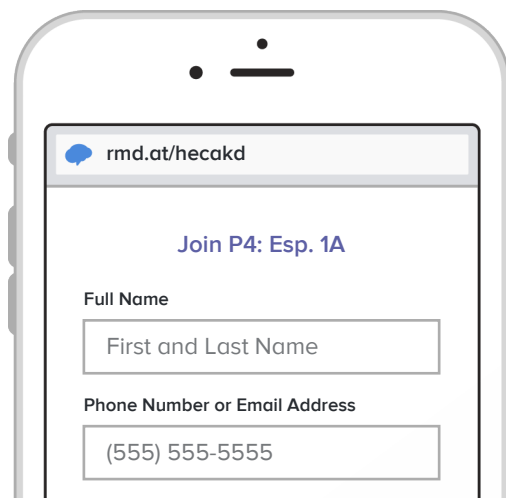 rmd.at/hecakd
Join P4: Esp. 1A
Full Name
First and Last Name
Phone Number or Email Address
(555) 555-5555